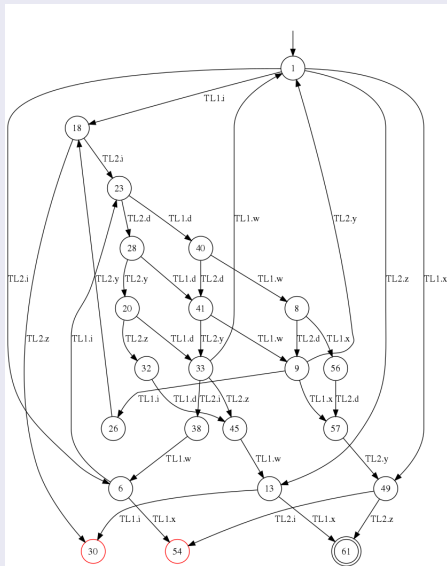 1
TL1.i
18
TL2.i
23
TL2.d
TL1.d
TL1.w
28
40
TL2.y
TL2.i
TL2.y
TL2.y
TL1.d
TL2.d
TL1.w
TL2.z
TL1.x
20
41
8
TL2.z
TL1.i
TL2.z
TL1.d
TL2.y
TL1.w
TL2.d
TL1.x
32
33
9
56
TL1.i
TL1.d
TL2.i
TL2.z
TL1.x
TL2.d
26
38
45
57
TL1.w
TL1.w
TL2.y
6
13
49
TL1.x
TL1.i
TL2.i
TL1.x
TL2.z
30
54
61